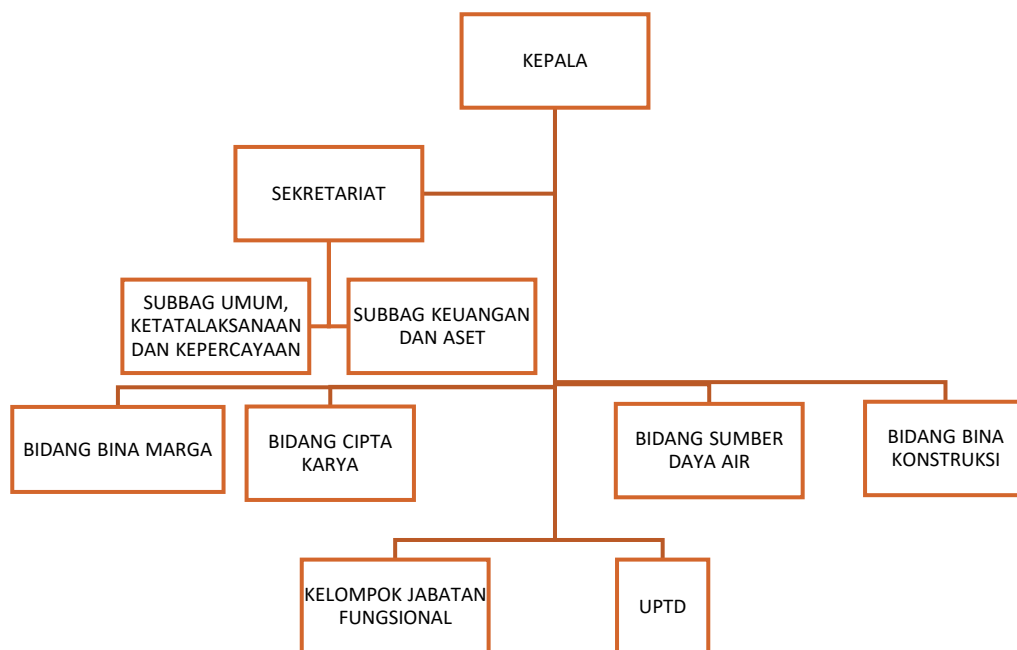 KEPALA
SEKRETARIAT
SUBBAG UMUM,
KETATALAKSANAAN
DAN KEPERCAYAAN
SUBBAG KEUANGAN
DAN ASET
BIDANG BINA MARGA
BIDANG CIPTA
KARYA
BIDANG SUMBER
DAYA AIR
BIDANG BINA
KONSTRUKSI
KELOMPOK JABATAN
FUNGSIONAL
UPTD